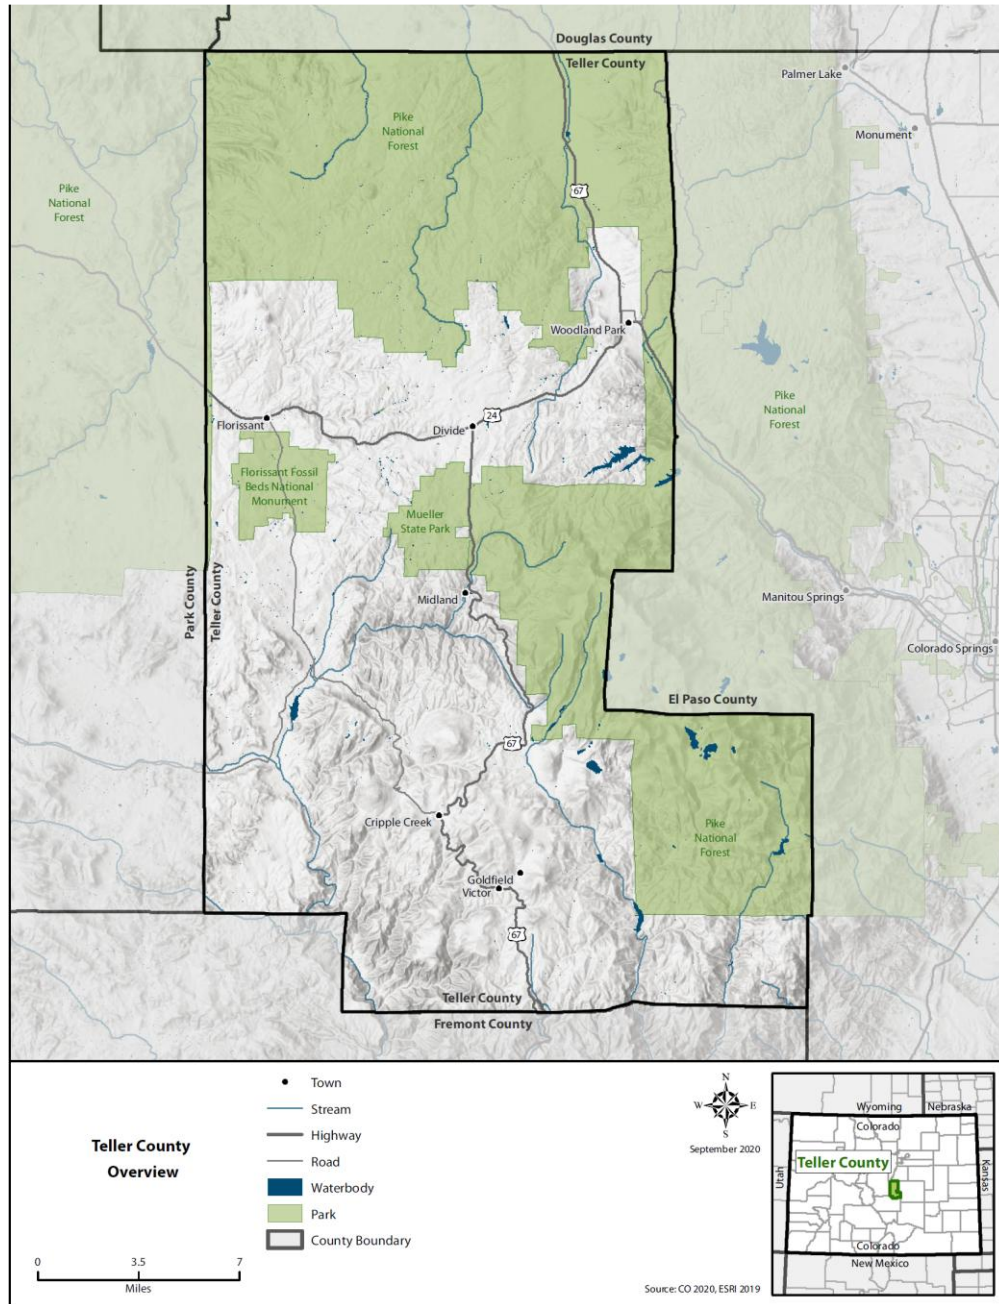 Douglas County
Teller County
Palmer Lake
Pike
National
Forest
Monument
Pike
National
Forest
67
Woodland Park
24
Florissant
Divide
Pike
National
Forest
Florissant Fossil
Beds National
Monument
Mueller
State Park
Park County
Teller County
Midland
Manitou Springs
Colorado Springs
El Paso County
67
Cripple Creek
Pike
National
Forest
Goldfield
Victor
67
Teller County
Fremont County
Teller County
Overview
0
3.5
7
Miles
Town
Stream
Highway
Road
Waterbody
Park
County Boundary
N
W
E
S
September 2020
Source: CO 2020, ESRI 2019
Wyoming
Nebraska
Colorado
Teller County
Utah
Kansas
Colorado
New Mexico